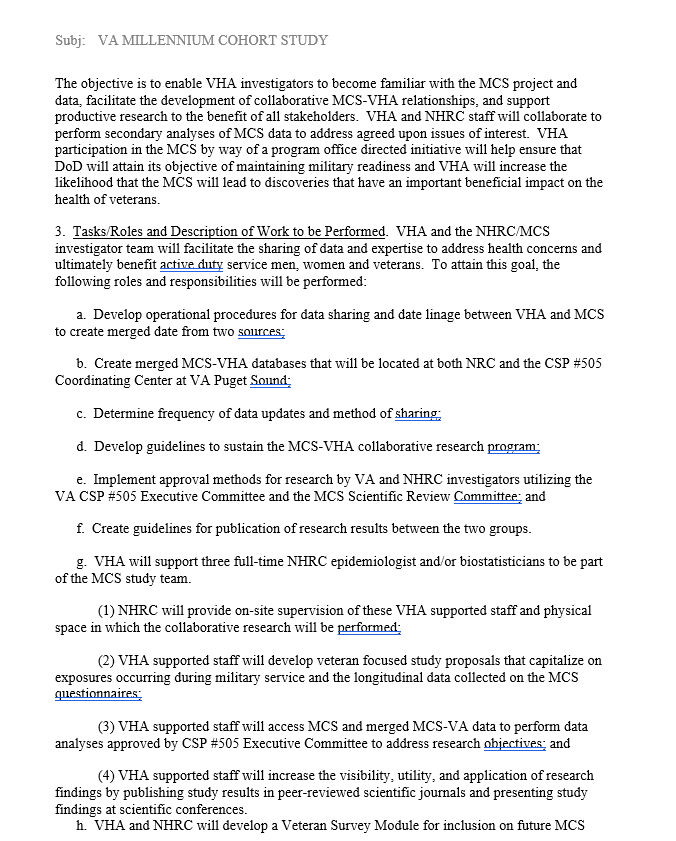 Subj: VA MILLENNIUM COHORT STUDY
The objective is to enable VHA investigators to become familiar with the MCS project and
data, facilitate the development of collaborative MCS-VHA relationships, and support
productive research to the benefit of all stakeholders. VHA and NHRC staff will collaborate to
perform secondary analyses of MCS data to address agreed upon issues of interest. VHA
participation in the MCS by way of a program office directed initiative will help ensure that
DoD will attain its objective of maintaining military readiness and VHA will increase the
likelihood that the MCS will lead to discoveries that have an important beneficial impact on the
health of veterans.
3. Tasks/Roles and Description of Work to be Performed. VHA and the NHRC/MCS
investigator team will facilitate the sharing of data and expertise to address health concerns and
ultimately benefit active duty service men, women and veterans. To attain this goal, the
following roles and responsibilities will be performed:
a. Develop operational procedures for data sharing and date linage between VHA and MCS
to create merged date from two sources;
b. Create merged MCS-VHA databases that will be located at both NRC and the CSP #505
Coordinating Center at VA Puget Sound;
c. Determine frequency of data updates and method of sharing;
d. Develop guidelines to sustain the MCS-VHA collaborative research program;
e. Implement approval methods for research by VA and NHRC investigators utilizing the
VA CSP #505 Executive Committee and the MCS Scientific Review Committee; and
f. Create guidelines for publication of research results between the two groups.
g. VHA will support three full-time NHRC epidemiologist and/or biostatisticians to be part
of the MCS study team.
(1) NHRC will provide on-site supervision of these VHA supported staff and physical
space in which the collaborative research will be performed;
(2) VHA supported staff will develop veteran focused study proposals that capitalize on
exposures occurring during military service and the longitudinal data collected on the MCS
questionnaires;
(3) VHA supported staff will access MCS and merged MCS-VA data to perform data
analyses approved by CSP #505 Executive Committee to address research objectives; and
(4) VHA supported staff will increase the visibility, utility, and application of research
findings by publishing study results in peer-reviewed scientific journals and presenting study
findings at scientific conferences.
h. VHA and NHRC will develop a Veteran Survey Module for inclusion on future MCS